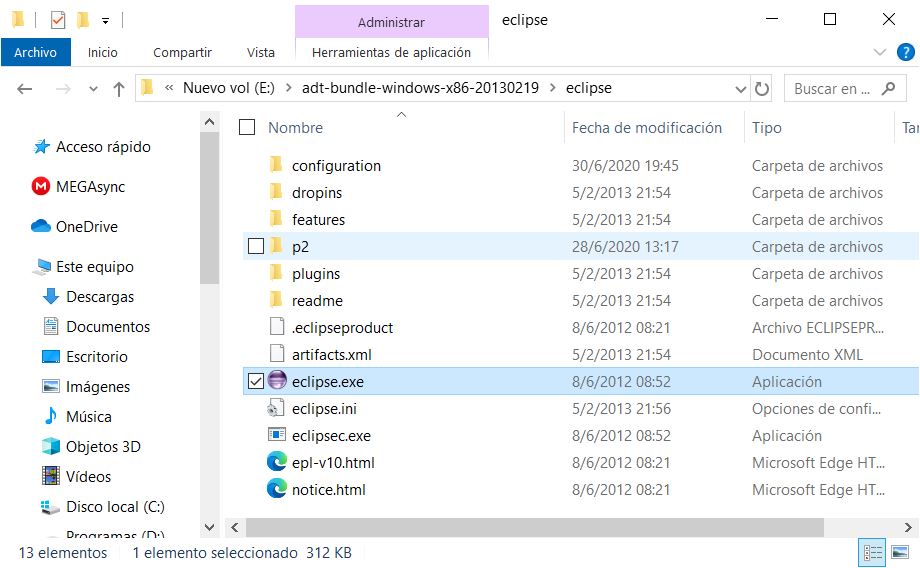 Administrar
eclipse
Archivo
Inicio
Compartir
Vista
Herramientas de aplicación
« Nuevo vol (E:) > adt-bundle-windows-x86-20130219 > eclipse
Buscar en ...
Acceso rápido
MEGAsync
OneDrive
Este equipo
Descargas
Documentos
Escritorio
Imágenes
Música
Objetos 3D
Vídeos
Disco local (C:)
Programas (D:)
Nombre Fecha de modificación Tipo Tar
configuration 30/6/2020 19:45 Carpeta de archivos
dropins 5/2/2013 21:54 Carpeta de archivos
features 5/2/2013 21:54 Carpeta de archivos
p2 28/6/2020 13:17 Carpeta de archivos
plugins 5/2/2013 21:54 Carpeta de archivos
readme 5/2/2013 21:54 Carpeta de archivos
.eclipseproduct 8/6/2012 08:21 Archivo ECLIPSEPR...
artifacts.xml 5/2/2013 21:54 Documento XML
eclipse.exe 8/6/2012 08:52 Aplicación
eclipse.ini 5/2/2013 21:56 Opciones de confi...
eclipsec.exe 8/6/2012 08:52 Aplicación
epl-v10.html 8/6/2012 08:21 Microsoft Edge HT...
notice.html 8/6/2012 08:21 Microsoft Edge HT...
13 elementos 1 elemento seleccionado 312 KB